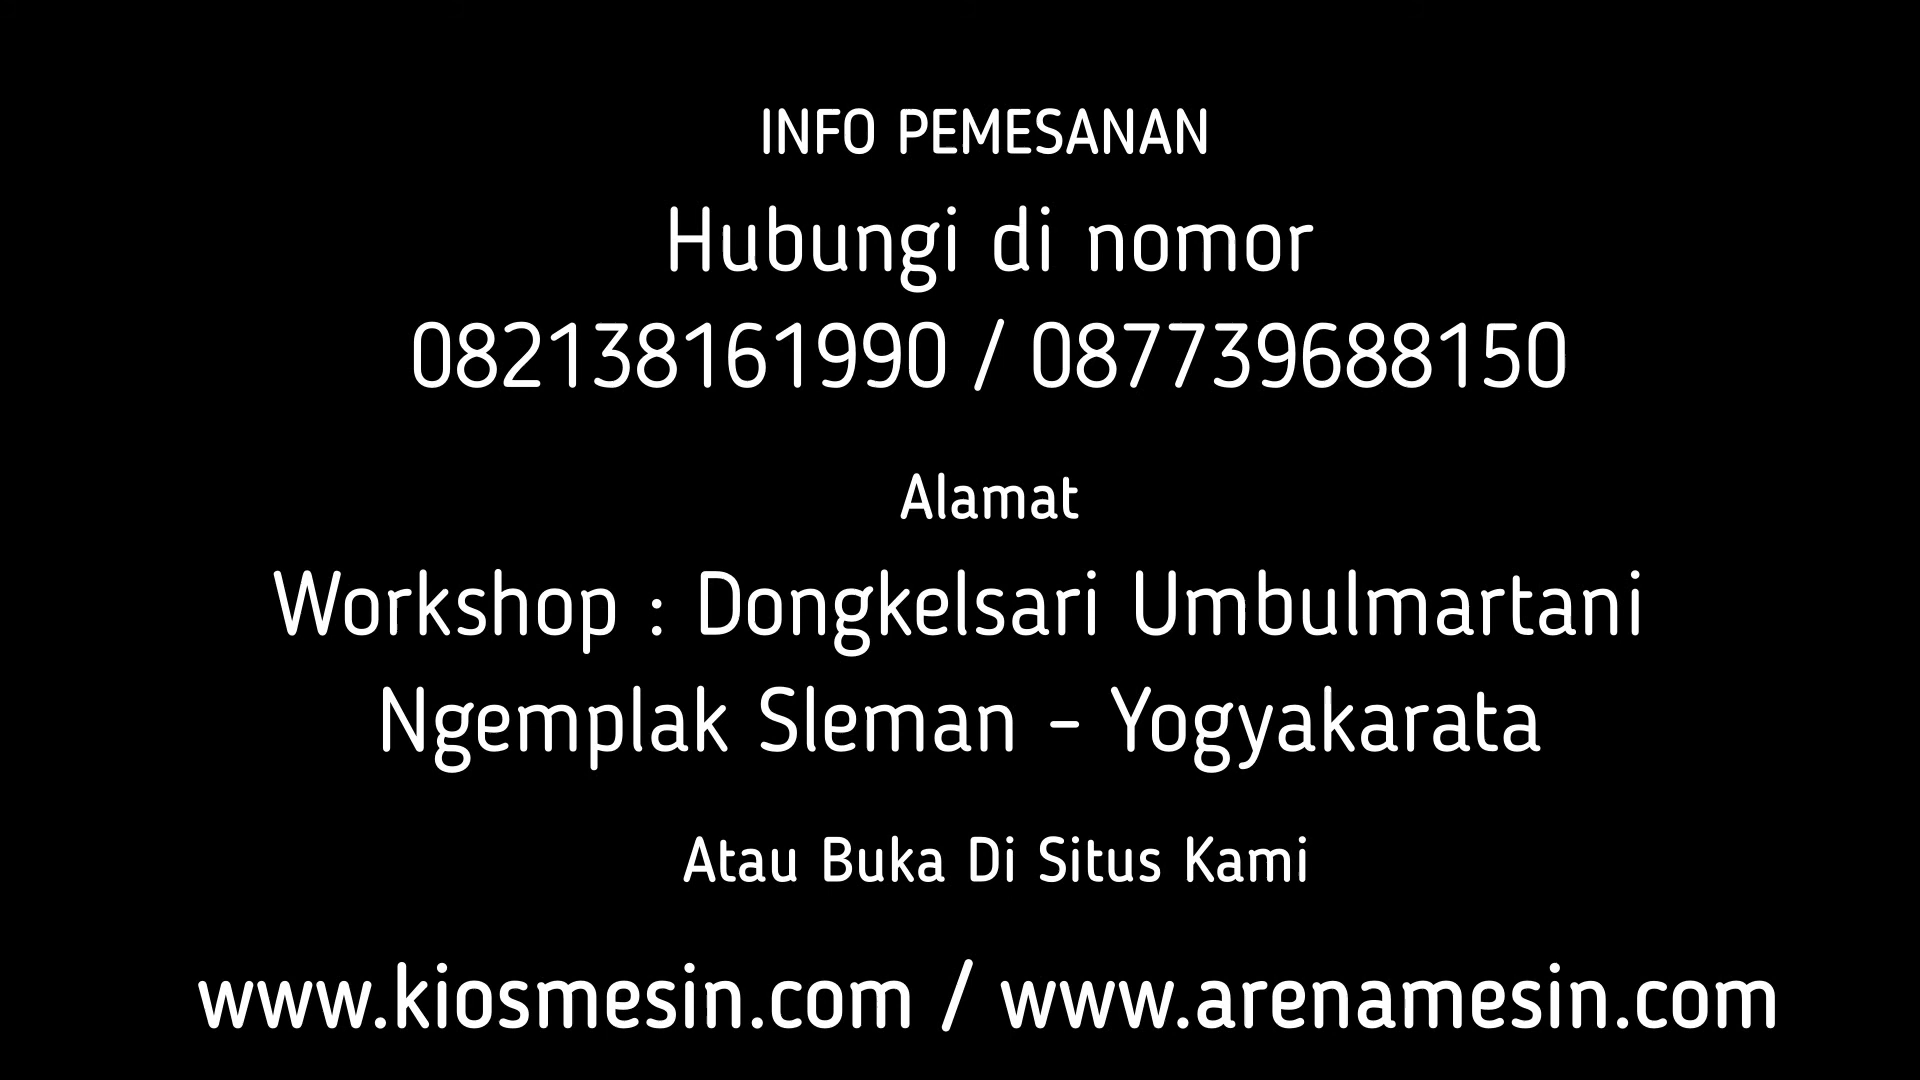 INFO PEMESANAN
Hubungi di nomor
082138161990 / 087739688150
Alamat
Workshop : Dongkelsari Umbulmartani
Ngemplak Sleman - Yogyakarata
Atau Buka Di Situs Kami
www.kiosmesin.com / www.arenamesin.com